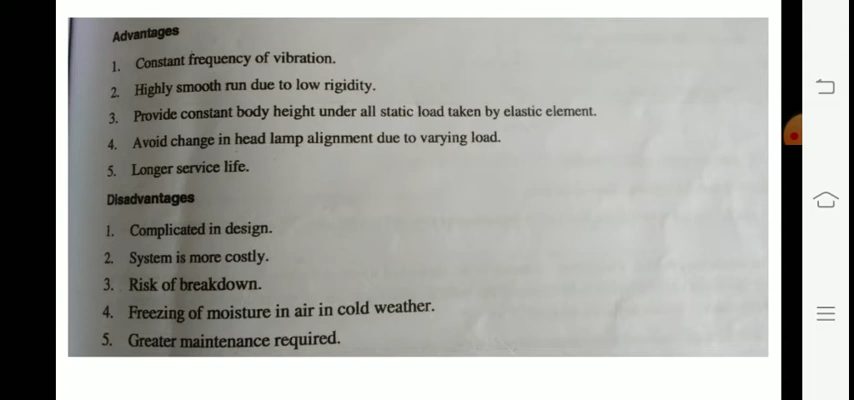 Advantages
1. Constant frequency of vibration.
2. Highly smooth run due to low rigidity.
3. Provide constant body height under all static load taken by elastic element.
4. Avoid change in head lamp alignment due to varying load.
5. Longer service life.
Disadvantages
1. Complicated in design.
2. System is more costly.
3. Risk of breakdown.
4. Freezing of moisture in air in cold weather.
5. Greater maintenance required.